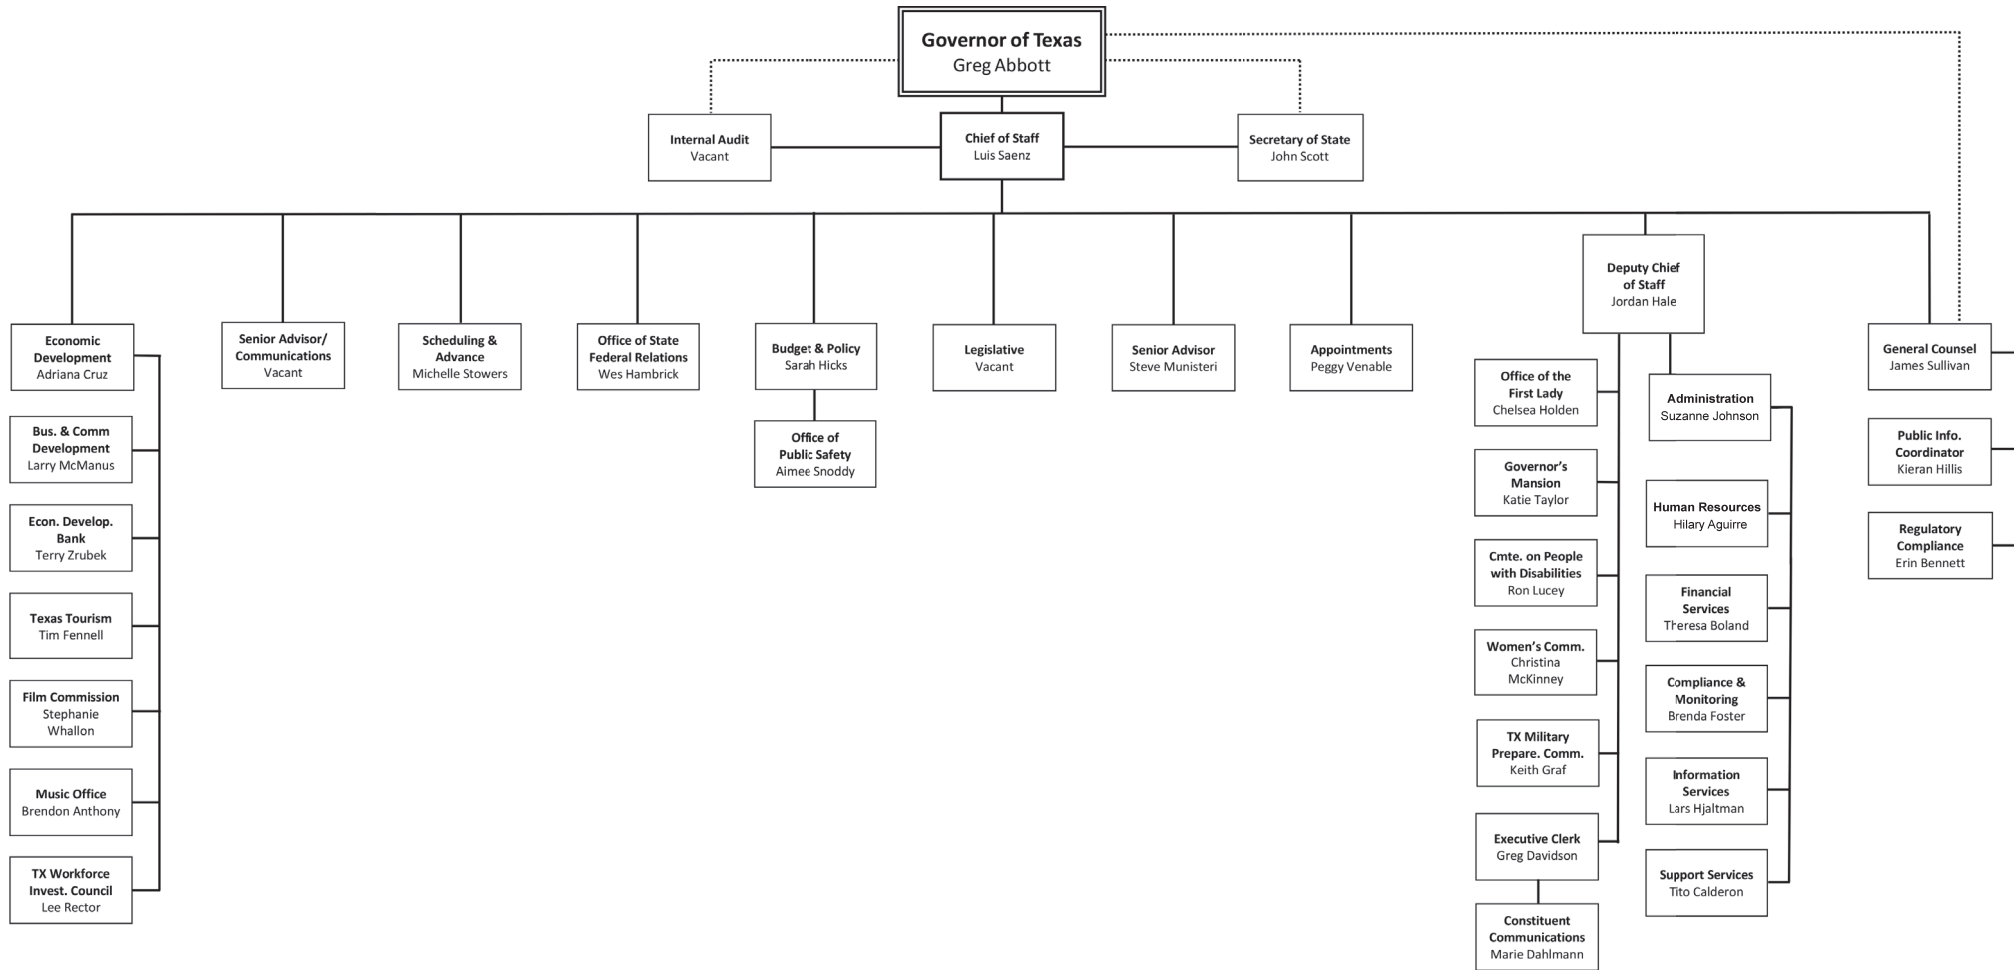 Governor of Texas
Greg Abbott
Internal Audit
Vacant
Chief of Staff
Luis Saenz
Secretary of State
John Scott
Deputy Chief
of Staff
Jordan Hale
Economic
Development
Adriana Cruz
Senior Advisor/
Communications
Vacant
Scheduling &
Advance
Michelle Stowers
Office of State
Federal Relations
Wes Hambrick
Budget & Policy
Sarah Hicks
Legislative
Vacant
Senior Advisor
Steve Munisteri
Appointments
Peggy Venable
General Counsel
James Sullivan
Bus. & Comm
Development
Larry McManus
Econ. Develop.
Bank
Terry Zrubek
Texas Tourism
Tim Fennell
Film Commission
Stephanie
Whallon
Music Office
Brendon Anthony
TX Workforce
Invest. Council
Lee Rector
Office of
Public Safety
Aimee Snoddy
Office of the
First Lady
Chelsea Holden
Governor's
Mansion
Katie Taylor
Cmte. on People
with Disabilities
Ron Lucey
Women's Comm.
Christina
McKinney
TX Military
Prepare. Comm.
Keith Graf
Executive Clerk
Greg Davidson
Constituent
Communications
Marie Dahlmann
Administration
Suzanne Johnson
Human Resources
Hilary Aguirre
Financial
Services
Theresa Boland
Compliance &
Monitoring
Brenda Foster
Information
Services
Lars Hjaltman
Support Services
Tito Calderon
Public Info.
Coordinator
Kieran Hillis
Regulatory
Compliance
Erin Bennett